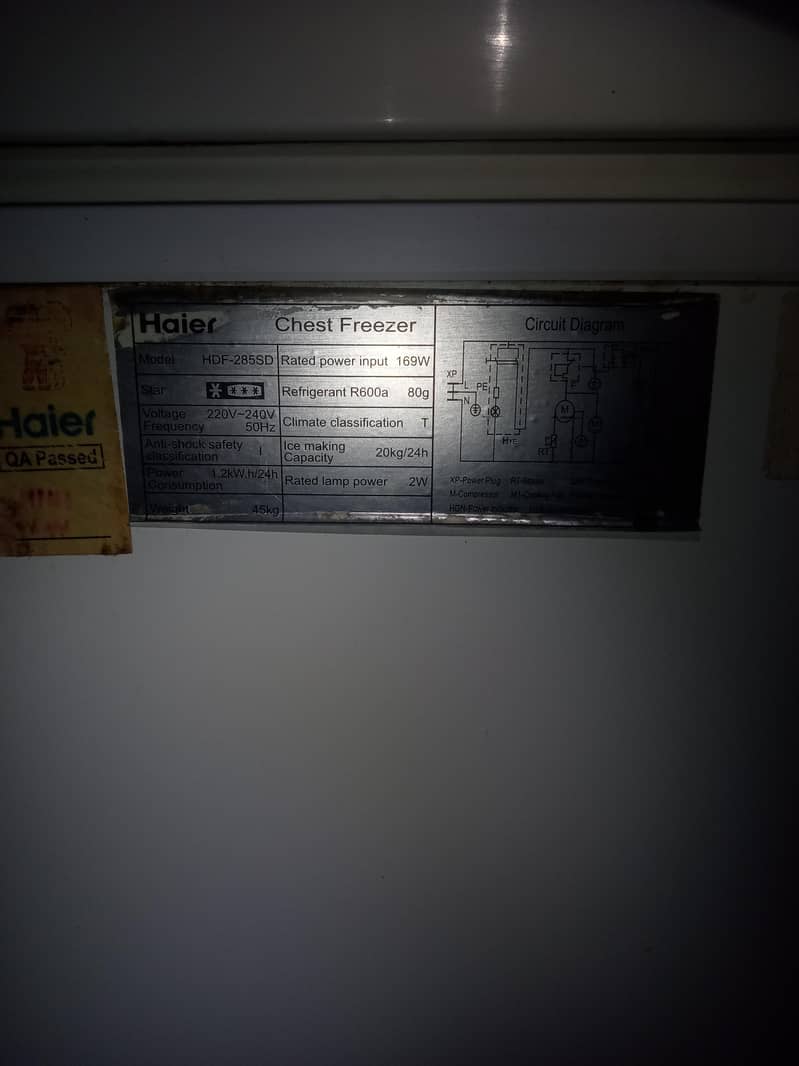 Haier Chest Freezer
Model HDF-285SD Rated power input 169W
Star Refrigerant R600a 80g
Voltage 220V~240V
Frequency 50Hz
Climate classification T
Anti-shock safety
classification I
Ice making
Capacity 20kg/24h
Power
Consumption 1.2kW.h/24h
Rated lamp power 2W
Weight 45kg
Circuit Diagram
XP
L
N
PE
H
RT
M
M
XP-Power Plug
M-Compressor
Haier
QA Passed